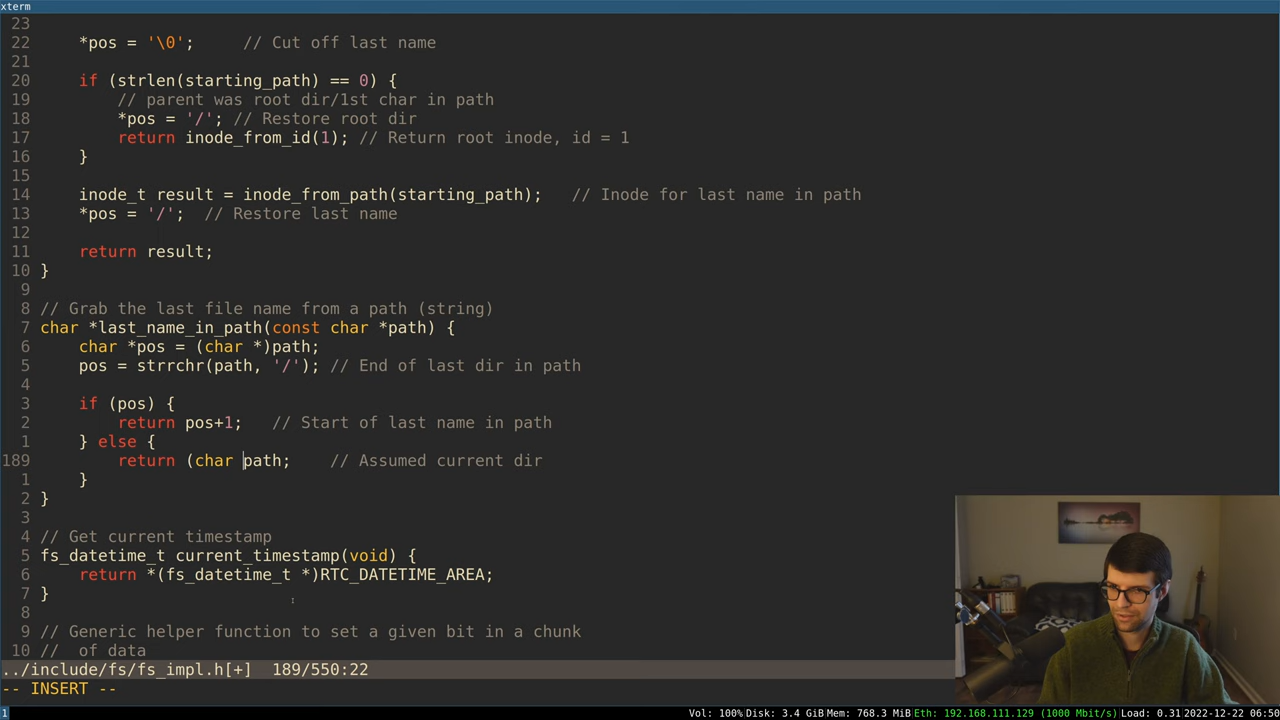 xterm
23
22     *pos = '\0';     // Cut off last name
21
20     if (strlen(starting_path) == 0) {
19         // parent was root dir/1st char in path
18         *pos = '/'; // Restore root dir
17         return inode_from_id(1); // Return root inode, id = 1
16     }
15
14     inode_t result = inode_from_path(starting_path);   // Inode for last name in path
13     *pos = '/';  // Restore last name
12
11     return result;
10 }
9
8 // Grab the last file name from a path (string)
7 char *last_name_in_path(const char *path) {
6     char *pos = (char *)path;
5     pos = strrchr(path, '/'); // End of last dir in path
4
3     if (pos) {
2         return pos+1;   // Start of last name in path
1     } else {
189         return (char path;    // Assumed current dir
1     }
2 }
3
4 // Get current timestamp
5 fs_datetime_t current_timestamp(void) {
6     return *(fs_datetime_t *)RTC_DATETIME_AREA;
7 }
8
9 // Generic helper function to set a given bit in a chunk
10 //  of data
../include/fs/fs_impl.h[+]  189/550:22
-- INSERT --
1 Vol: 100% Disk: 3.4 GiB Mem: 768.3 MiB Eth: 192.168.111.129 (1000 Mbit/s) Load: 0.31 2022-12-22 06:50